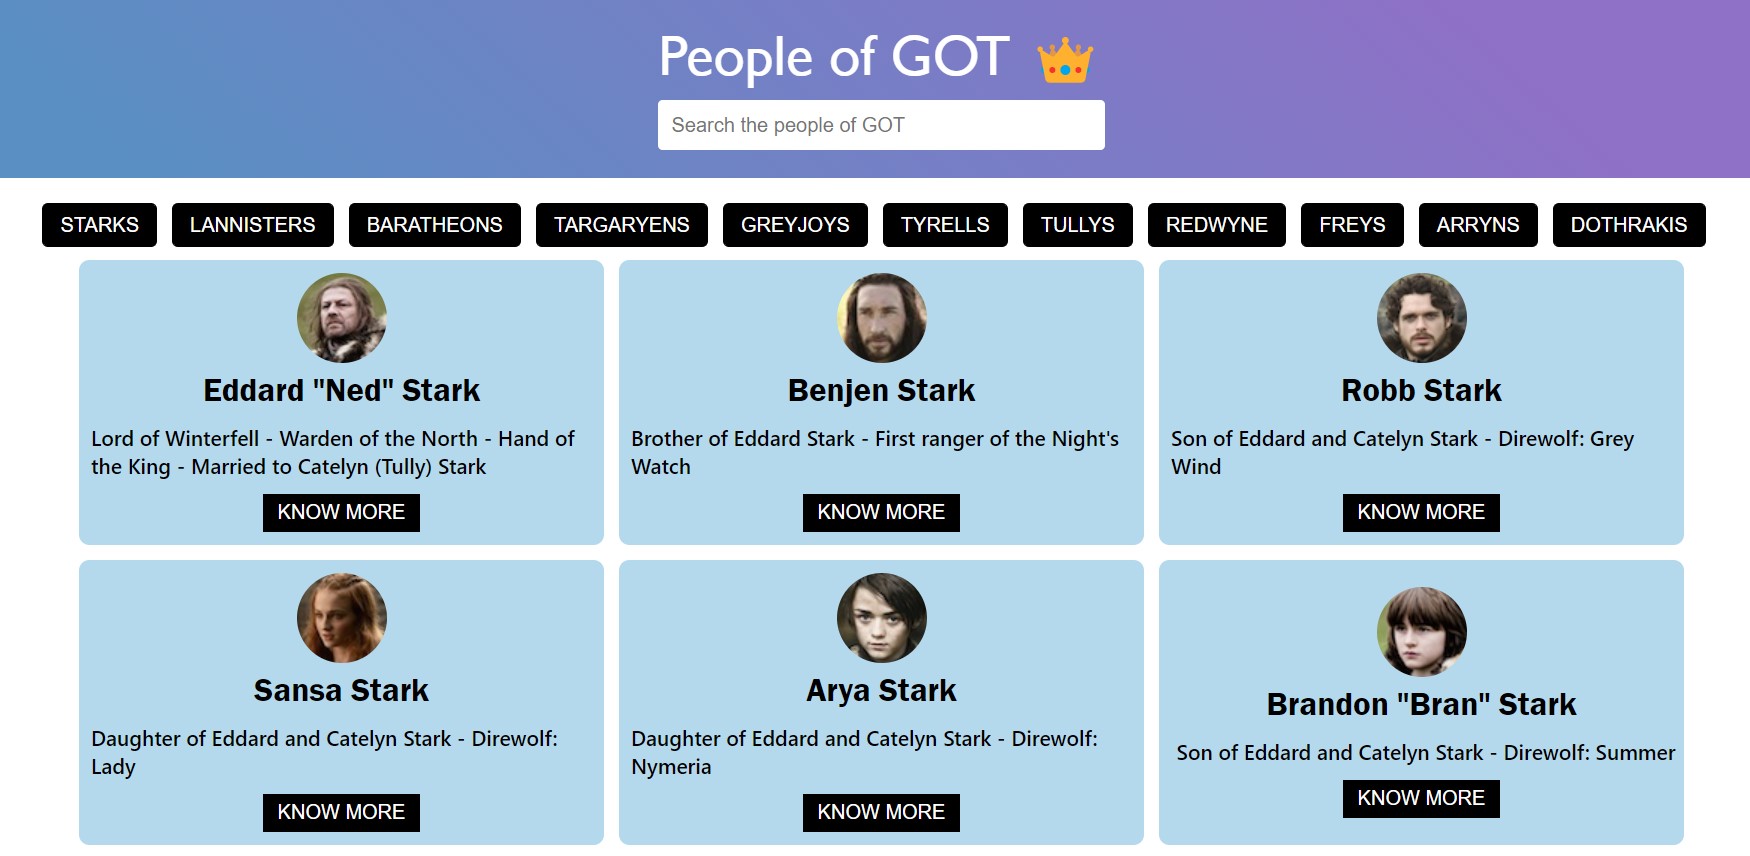 People of GOT
Search the people of GOT
STARKS LANNISTERS BARATHEONS TARGARYENS GREYJOYS TYRELLS TULLYS REDWYNE FREYS ARRYNS DOTHRAKIS
Eddard "Ned" Stark
Lord of Winterfell - Warden of the North - Hand of
the King - Married to Catelyn (Tully) Stark
KNOW MORE
Benjen Stark
Brother of Eddard Stark - First ranger of the Night's
Watch
KNOW MORE
Robb Stark
Son of Eddard and Catelyn Stark - Direwolf: Grey
Wind
KNOW MORE
Sansa Stark
Daughter of Eddard and Catelyn Stark - Direwolf:
Lady
KNOW MORE
Arya Stark
Daughter of Eddard and Catelyn Stark - Direwolf:
Nymeria
KNOW MORE
Brandon "Bran" Stark
Son of Eddard and Catelyn Stark - Direwolf: Summer
KNOW MORE